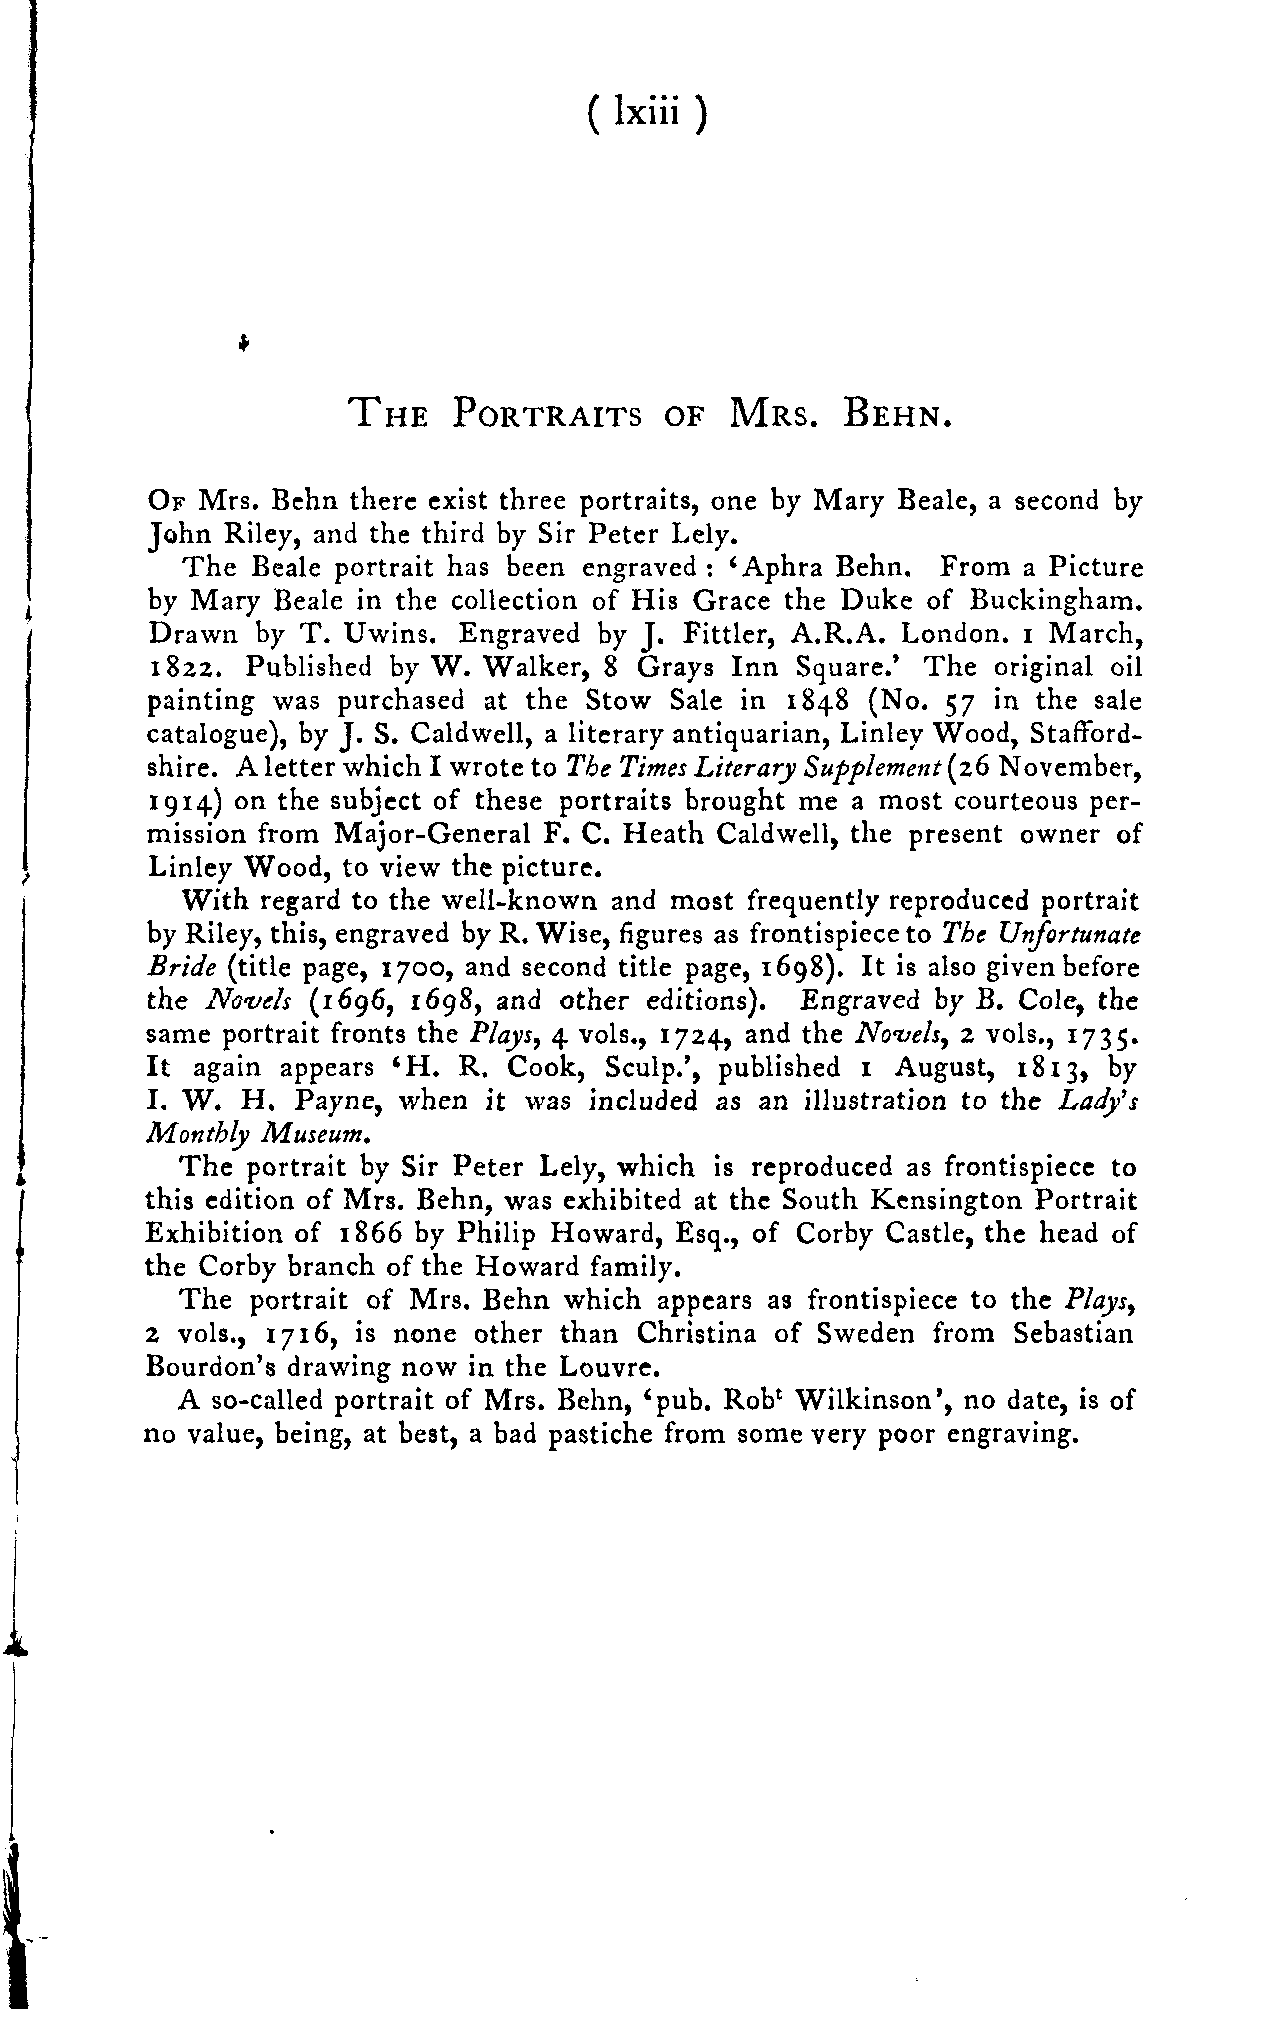 ( lxiii )
The Portraits of Mrs. Behn.
Of Mrs. Behn there exist three portraits, one by Mary Beale, a second by
John Riley, and the third by Sir Peter Lely.
The Beale portrait has been engraved : ‘Aphra Behn. From a Picture
by Mary Beale in the collection of His Grace the Duke of Buckingham.
Drawn by T. Uwins. Engraved by J. Fittler, A.R.A. London. 1 March,
1822. Published by W. Walker, 8 Grays Inn Square.’ The original oil
painting was purchased at the Stow Sale in 1848 (No. 57 in the sale
catalogue), by J. S. Caldwell, a literary antiquarian, Linley Wood, Stafford-
shire. A letter which I wrote to The Times Literary Supplement (26 November,
1914) on the subject of these portraits brought me a most courteous per-
mission from Major-General F. C. Heath Caldwell, the present owner of
Linley Wood, to view the picture.
With regard to the well-known and most frequently reproduced portrait
by Riley, this, engraved by R. Wise, figures as frontispiece to The Unfortunate
Bride (title page, 1700, and second title page, 1698). It is also given before
the Novels (1696, 1698, and other editions). Engraved by B. Cole, the
same portrait fronts the Plays, 4 vols., 1724, and the Novels, 2 vols., 1735.
It again appears ‘H. R. Cook, Sculp.’, published 1 August, 1813, by
I. W. H. Payne, when it was included as an illustration to the Lady’s
Monthly Museum.
The portrait by Sir Peter Lely, which is reproduced as frontispiece to
this edition of Mrs. Behn, was exhibited at the South Kensington Portrait
Exhibition of 1866 by Philip Howard, Esq., of Corby Castle, the head of
the Corby branch of the Howard family.
The portrait of Mrs. Behn which appears as frontispiece to the Plays,
2 vols., 1716, is none other than Christina of Sweden from Sebastian
Bourdon’s drawing now in the Louvre.
A so-called portrait of Mrs. Behn, ‘pub. Robᵗ Wilkinson’, no date, is of
no value, being, at best, a bad pastiche from some very poor engraving.